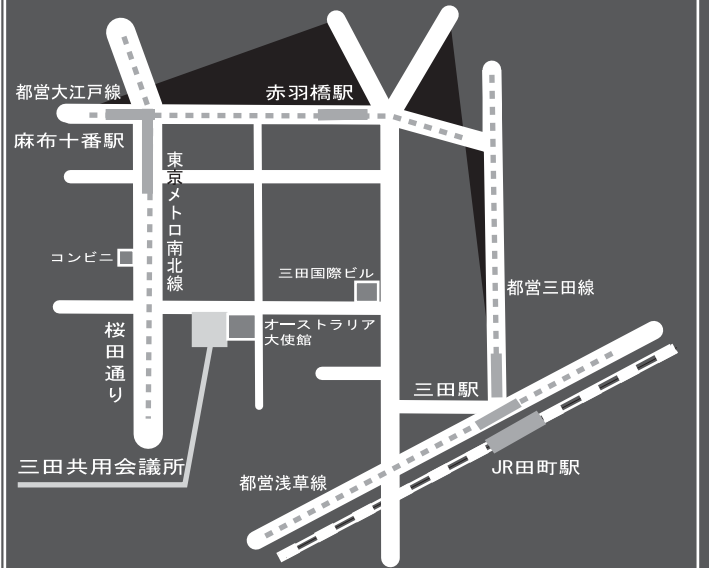 都営大江戸線
赤羽橋駅
麻布十番駅
東京メトロ南北線
コンビニ
三田国際ビル
都営三田線
オーストラリア
大使館
桜田通り
三田駅
三田共用会議所
JR田町駅
都営浅草線